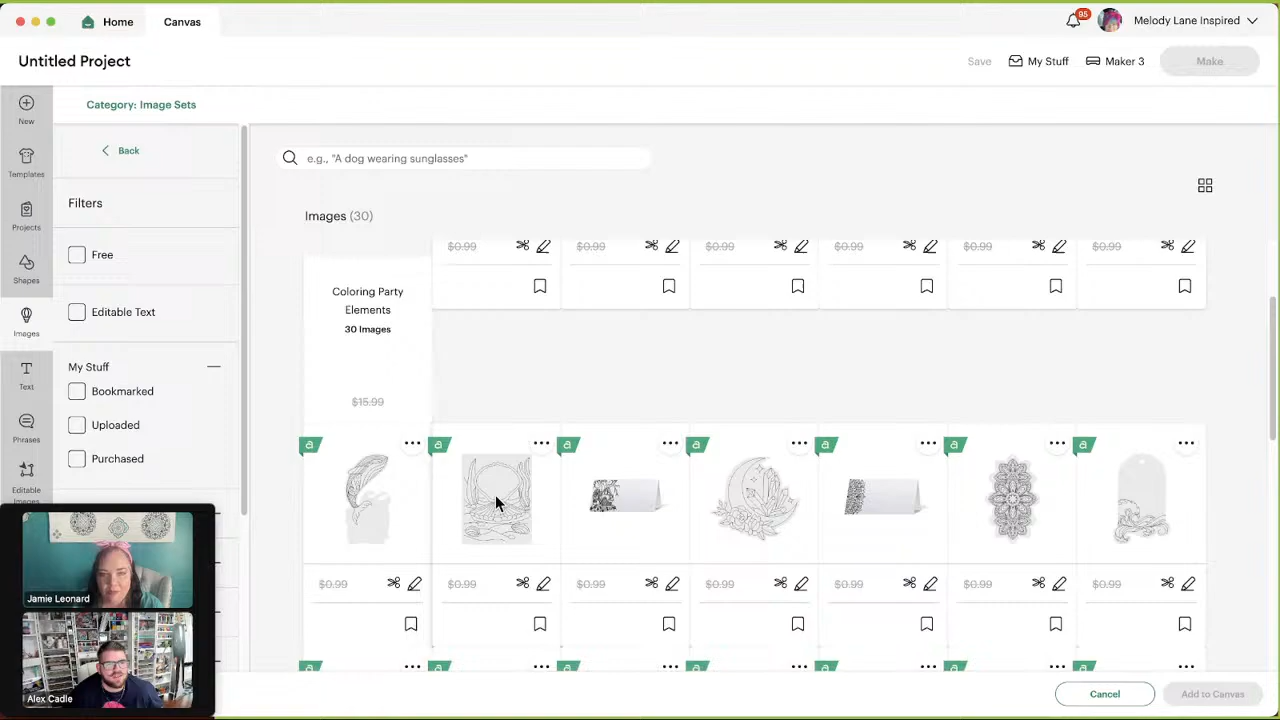 Home
Canvas
95
Melody Lane Inspired
Untitled Project
Save
My Stuff
Maker 3
Make
New
Templates
Projects
Shapes
Images
Text
Phrases
Editable
Images
Category: Image Sets
Back
Filters
Free
Editable Text
My Stuff
Bookmarked
Uploaded
Purchased
e.g., "A dog wearing sunglasses"
Images (30)
$0.99 $0.99 $0.99 $0.99 $0.99 $0.99
Coloring Party
Elements
30 Images
$15.99
a a a a a a a
$0.99 $0.99 $0.99 $0.99 $0.99 $0.99 $0.99
a a a a a a a
Jamie Leonard
Alex Cadle
Cancel
Add to Canvas